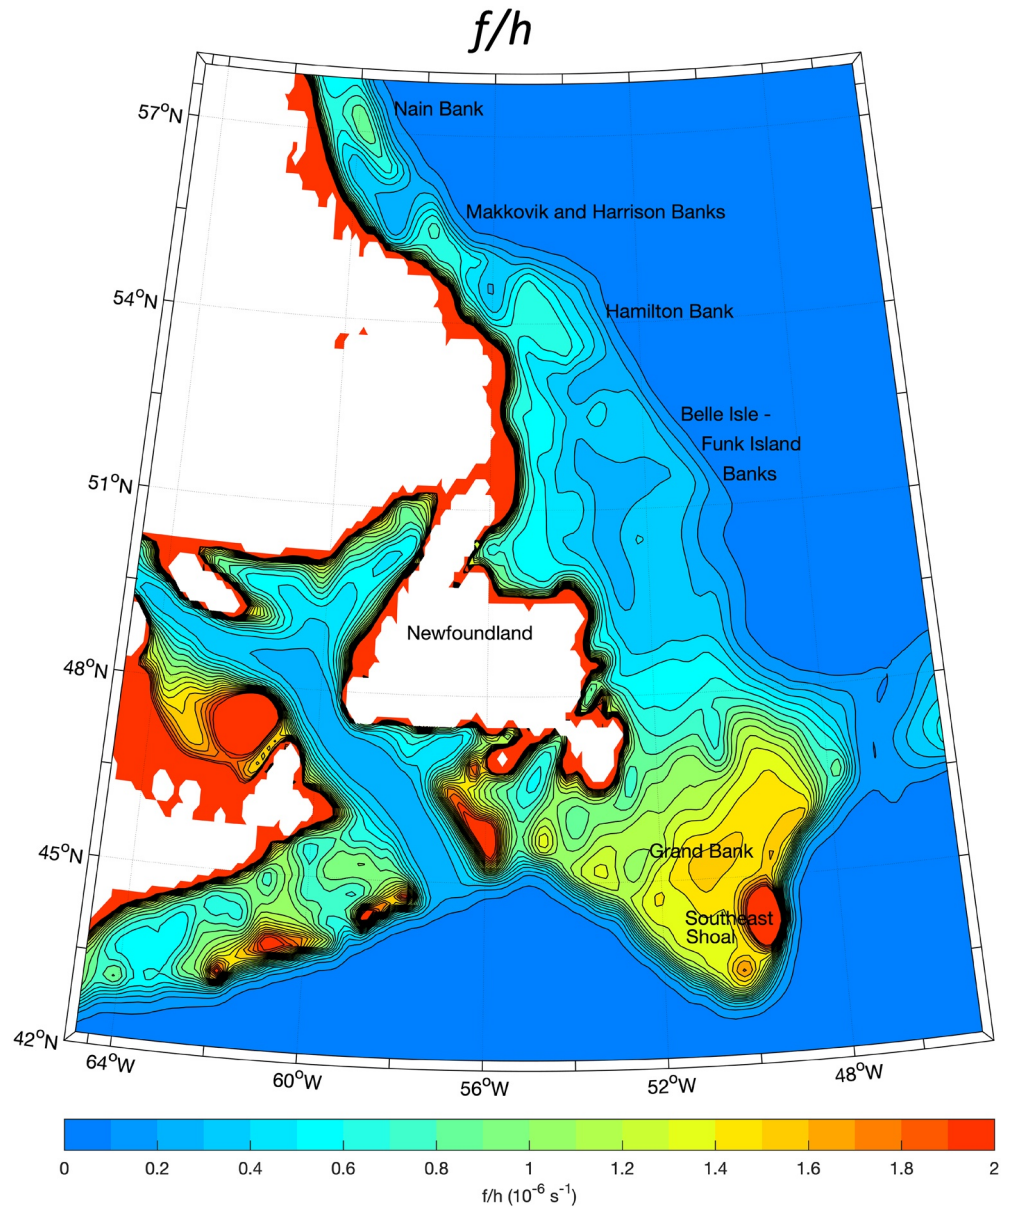 f/h
Nain Bank
57°N
Makkovik and Harrison Banks
54°N
Hamilton Bank
Belle Isle -
Funk Island
Banks
51°N
Newfoundland
48°N
45°N
Grand Bank
Southeast
Shoal
42°N
64°W
60°W
56°W
52°W
48°W
0 0.2 0.4 0.6 0.8 1 1.2 1.4 1.6 1.8 2
f/h (10⁻⁶ s⁻¹)